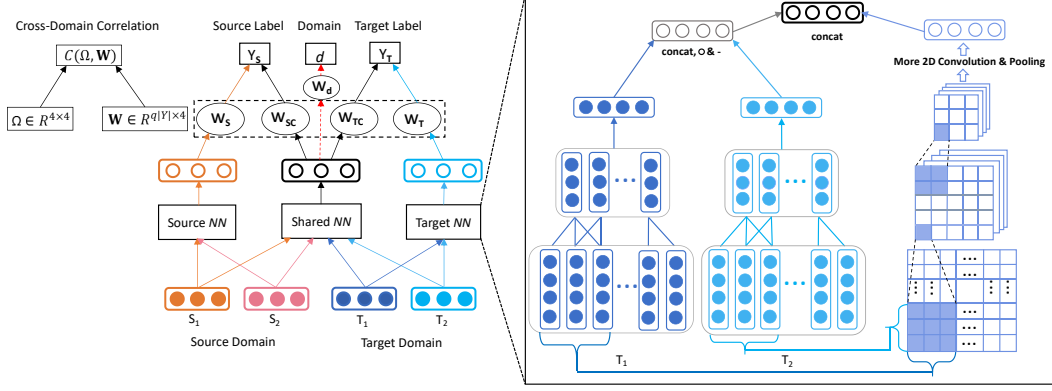 Cross-Domain Correlation
Source Label
Domain
Target Label
C(Ω, W)
Y_S
d
Y_T
W_d
Ω ∈ R^{4×4}
W ∈ R^{q|Y|×4}
W_S
W_SC
W_TC
W_T
Source NN
Shared NN
Target NN
S_1
S_2
T_1
T_2
Source Domain
Target Domain
concat, o & -
concat
More 2D Convolution & Pooling
...
...
...
...
T_1
T_2
...
...
...
...
...
...
...